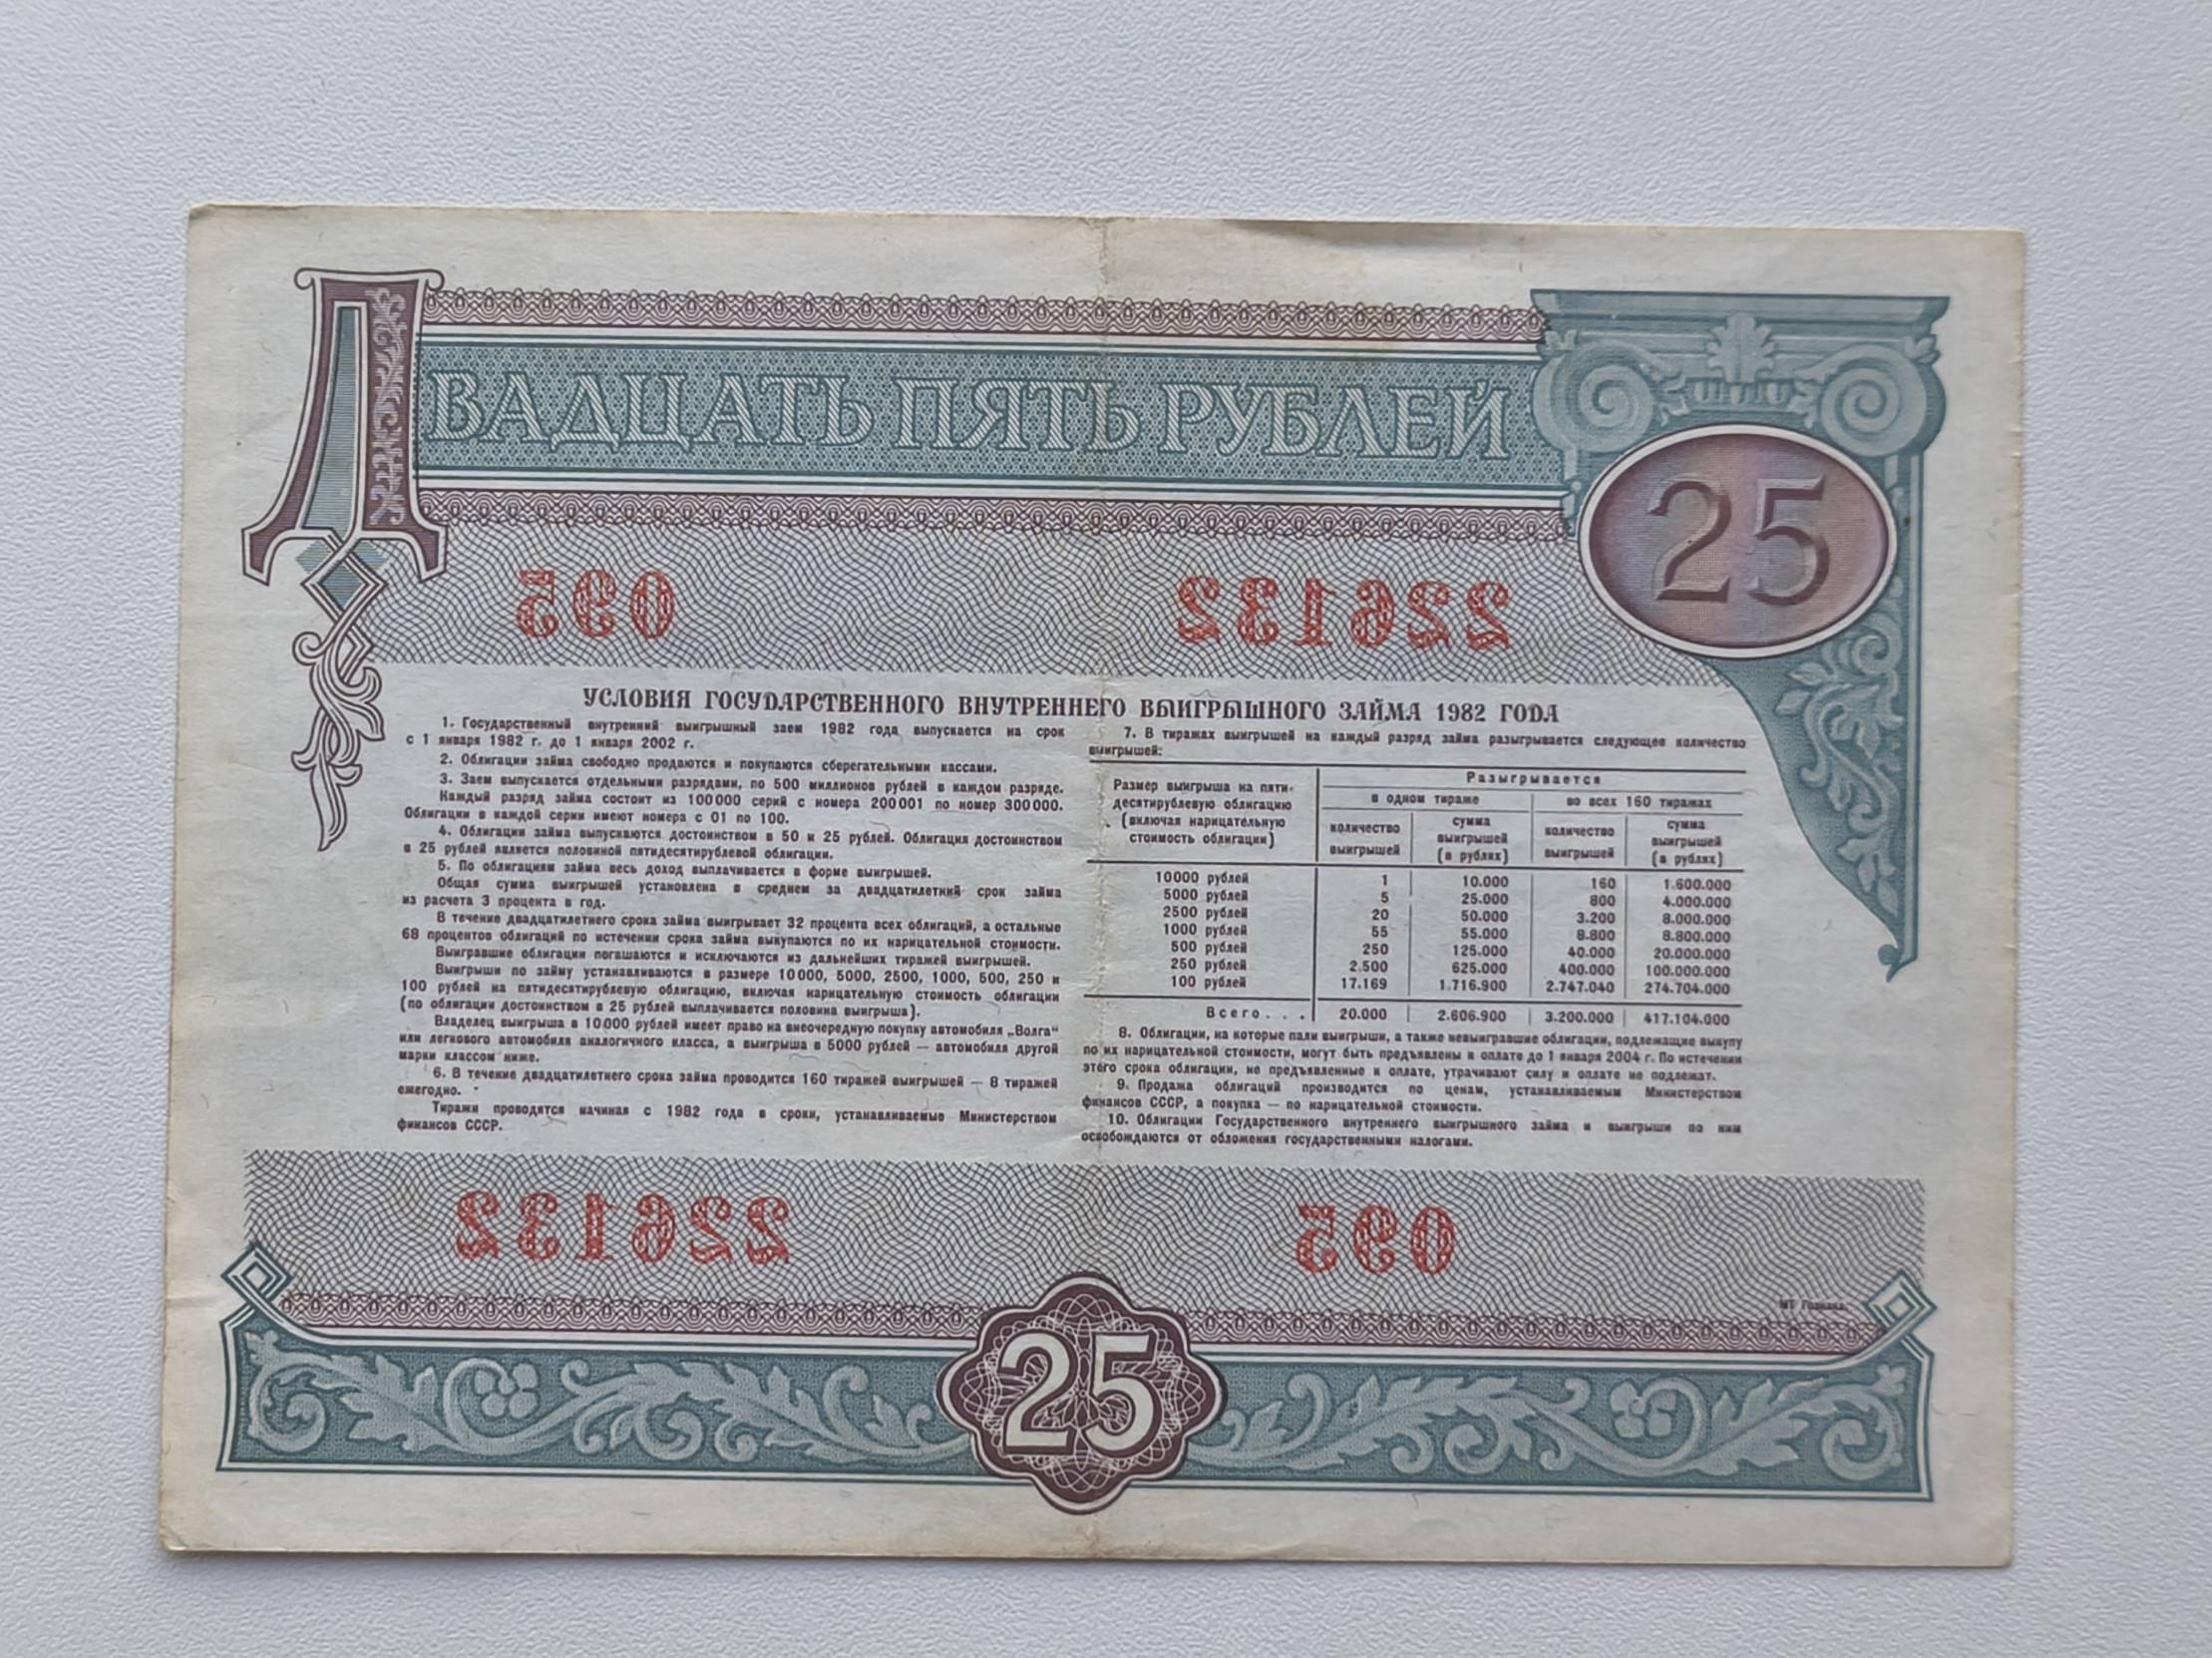 ДВАДЦАТЬ ПЯТЬ РУБЛЕЙ
25
095 226132
УСЛОВИЯ ГОСУДАРСТВЕННОГО ВНУТРЕННЕГО ВЫИГРЫШНОГО ЗАЙМА 1982 ГОДА
1. Государственный внутренний выигрышный заем 1982 года выпускается на срок
с 1 января 1982 г. до 1 января 2002 г.
2. Облигации займа свободно продаются и покупаются сберегательными кассами.
3. Заем выпускается отдельными разрядами, по 500 миллионов рублей в каждом разряде.
Каждый разряд займа состоит из 100000 серий с номера 200001 по номер 300000.
Облигации в каждой серии имеют номера с 01 по 100.
4. Облигации займа выпускаются достоинством в 50 и 25 рублей. Облигация достоинством
в 25 рублей является половиной пятидесятирублевой облигации.
5. По облигациям займа весь доход выплачивается в форме выигрышей.
Общая сумма выигрышей установлена в среднем за двадцатилетний срок займа
из расчета 3 процента в год.
В течение двадцатилетнего срока займа выигрывает 32 процента всех облигаций, а остальные
68 процентов облигаций по истечении срока займа выкупаются по их нарицательной стоимости.
Выигравшие облигации погашаются и исключаются из дальнейших тиражей выигрышей.
Выигрыши по займу устанавливаются в размере 10000, 5000, 2500, 1000, 500, 250 и
100 рублей на пятидесятирублевую облигацию, включая нарицательную стоимость облигации
(по облигации достоинством в 25 рублей выплачивается половина выигрыша).
Владелец выигрыша в 10000 рублей имеет право на внеочередную покупку автомобиля „Волга“
или легкового автомобиля аналогичного класса, а выигрыша в 5000 рублей — автомобиля другой
марки классом ниже.
6. В течение двадцатилетнего срока займа проводится 160 тиражей выигрышей — 8 тиражей
ежегодно.
Тиражи проводятся начиная с 1982 года в сроки, устанавливаемые Министерством
финансов СССР.
7. В тиражах выигрышей на каждый разряд займа разыгрывается следующее количество
выигрышей:
Размер выигрыша на пяти-
десятирублевую облигацию
(включая нарицательную
стоимость облигации)
Разыгрывается
в одном тираже во всех 160 тиражах
количество выигрышей
сумма выигрышей (в рублях)
количество выигрышей
сумма выигрышей (в рублях)
10000 рублей 1 10.000 160 1.600.000
5000 рублей 5 25.000 800 4.000.000
2500 рублей 20 50.000 3.200 8.000.000
1000 рублей 55 55.000 8.800 8.800.000
500 рублей 250 125.000 40.000 20.000.000
250 рублей 2.500 625.000 400.000 100.000.000
100 рублей 17.169 1.716.900 2.747.040 274.704.000
Всего... 20.000 2.606.900 3.200.000 417.104.000
8. Облигации, на которые пали выигрыши, а также невыигравшие облигации, подлежащие выкупу
по их нарицательной стоимости, могут быть предъявлены к оплате до 1 января 2004 г. По истечении
этого срока облигации, не предъявленные к оплате, утрачивают силу и оплате не подлежат.
9. Продажа облигаций производится по ценам, устанавливаемым Министерством
финансов СССР, а покупка — по нарицательной стоимости.
10. Облигации Государственного внутреннего выигрышного займа и выигрыши по ним
освобождаются от обложения государственными налогами.
226132 095
МТ Гознака.
25